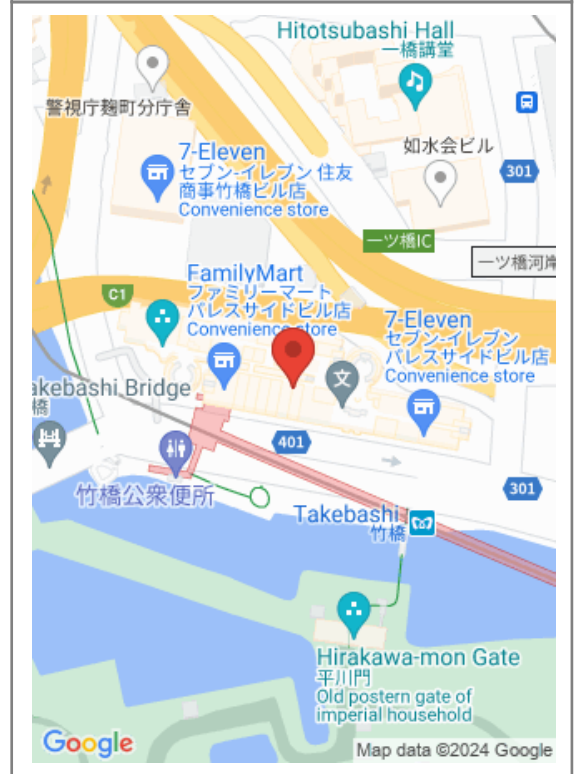 Hitotsubashi Hall
一橋講堂
警視庁麹町分庁舎
7-Eleven
セブン-イレブン 住友
商事竹橋ビル店
Convenience store
如水会ビル
301
一ツ橋IC
一ツ橋河岸
FamilyMart
ファミリーマート
パレスサイドビル店
Convenience store
C1
7-Eleven
セブン-イレブン
パレスサイドビル店
Convenience store
文
akebashi Bridge
橋
401
301
竹橋公衆便所
Takebashi
竹橋
Hirakawa-mon Gate
平川門
Old postern gate of
imperial household
Google
Map data ©2024 Google